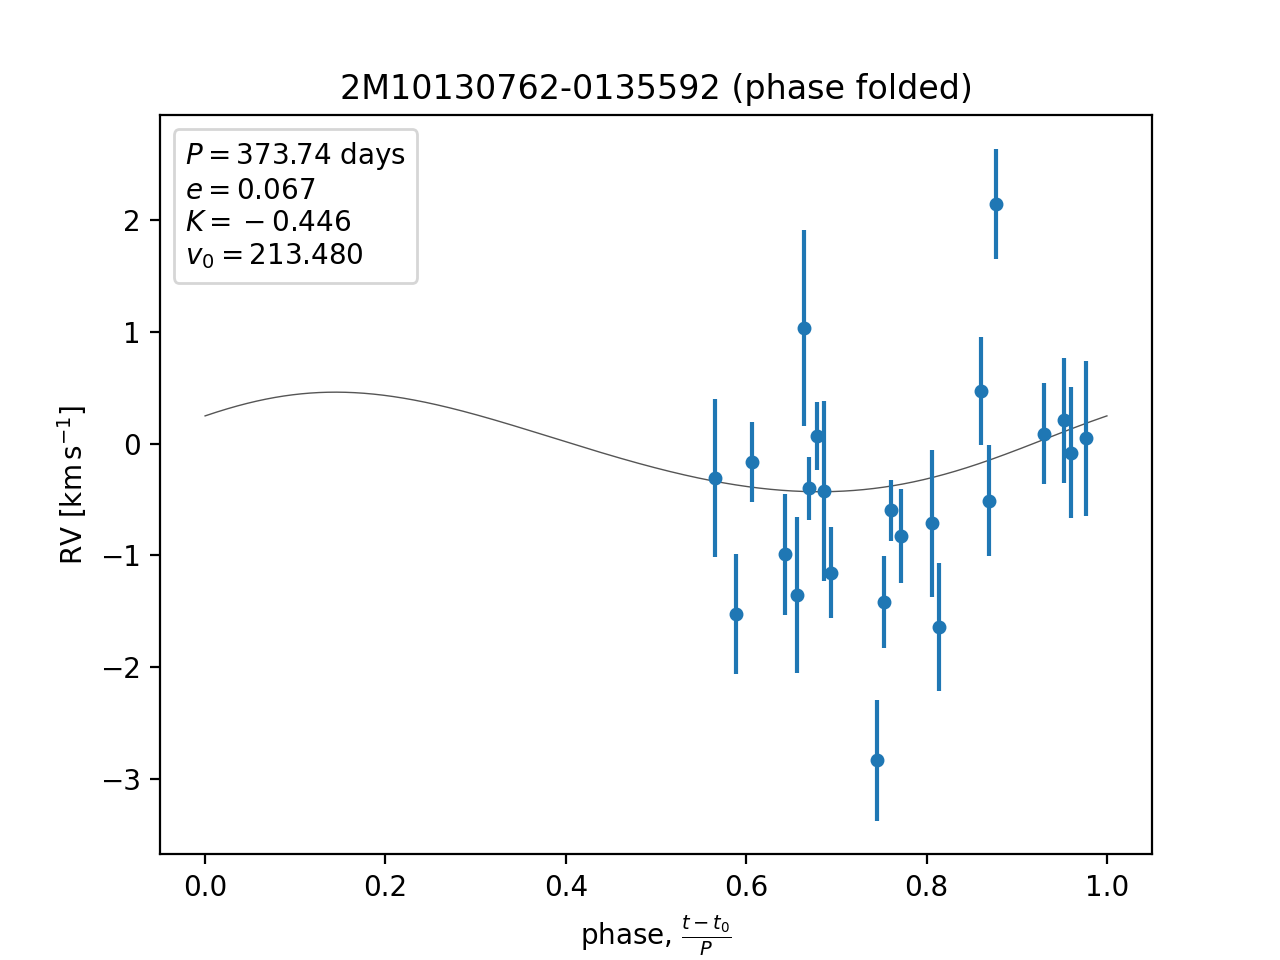 2M10130762-0135592 (phase folded)
P = 373.74 days
e = 0.067
K = −0.446
v₀ = 213.480
2
1
0
−1
−2
−3
RV [km s⁻¹]
0.0 0.2 0.4 0.6 0.8 1.0
phase, (t − t₀)/P